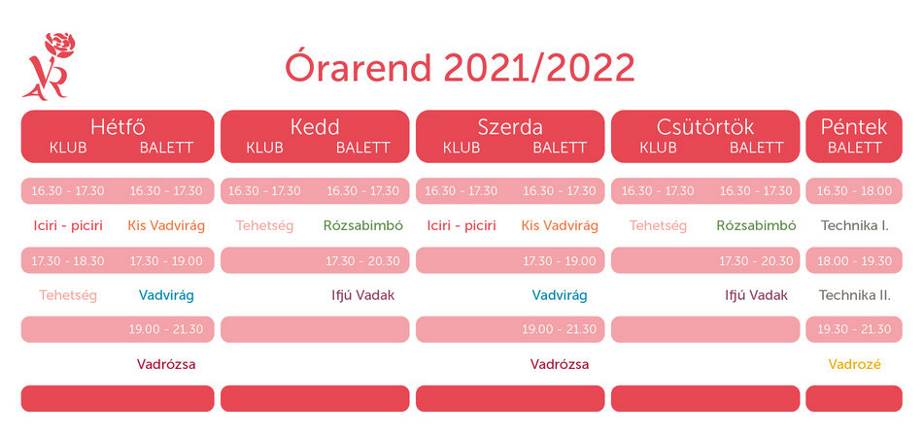 VR
Órarend 2021/2022
Hétfő Kedd Szerda Csütörtök Péntek
KLUB BALETT KLUB BALETT KLUB BALETT KLUB BALETT BALETT
16.30 - 17.30 16.30 - 17.30 16.30 - 17.30 16.30 - 17.30 16.30 - 17.30 16.30 - 17.30 16.30 - 17.30 16.30 - 17.30 16.30 - 18.00
Iciri - piciri Kis Vadvirág Tehetség Rózsabimbó Iciri - piciri Kis Vadvirág Tehetség Rózsabimbó Technika I.
17.30 - 18.30 17.30 - 19.00 17.30 - 20.30 17.30 - 19.00 17.30 - 20.30 18.00 - 19.30
Tehetség Vadvirág Ifjú Vadak Vadvirág Ifjú Vadak Technika II.
19.00 - 21.30 19.00 - 21.30 19.30 - 21.30
Vadrózsa Vadrózsa Vadrozé